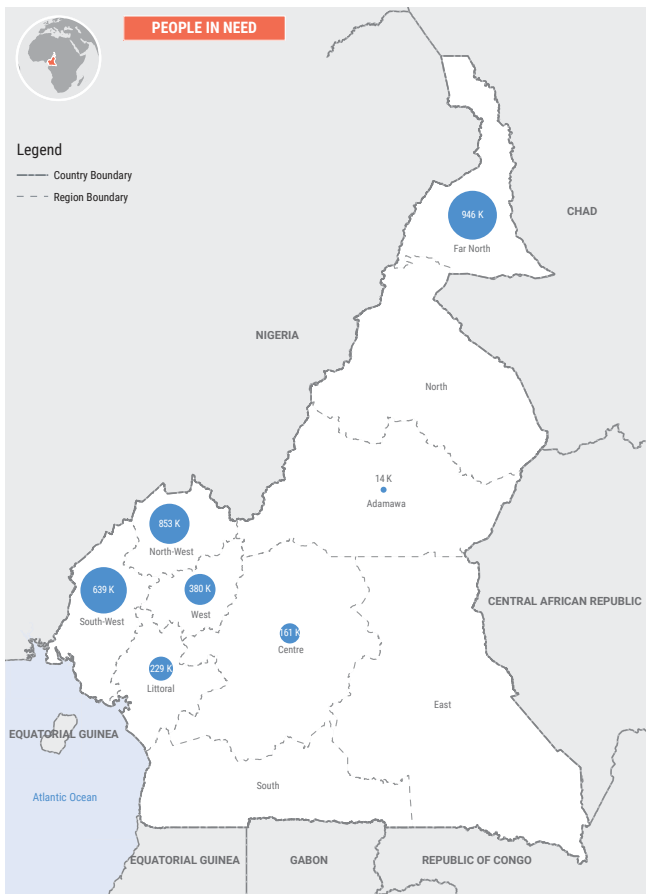 PEOPLE IN NEED
Legend
Country Boundary
Region Boundary
946 K
Far North
CHAD
NIGERIA
North
14 K
Adamawa
853 K
North-West
639 K
South-West
380 K
West
161 K
Centre
CENTRAL AFRICAN REPUBLIC
229 K
Littoral
East
EQUATORIAL GUINEA
South
Atlantic Ocean
EQUATORIAL GUINEA
GABON
REPUBLIC OF CONGO